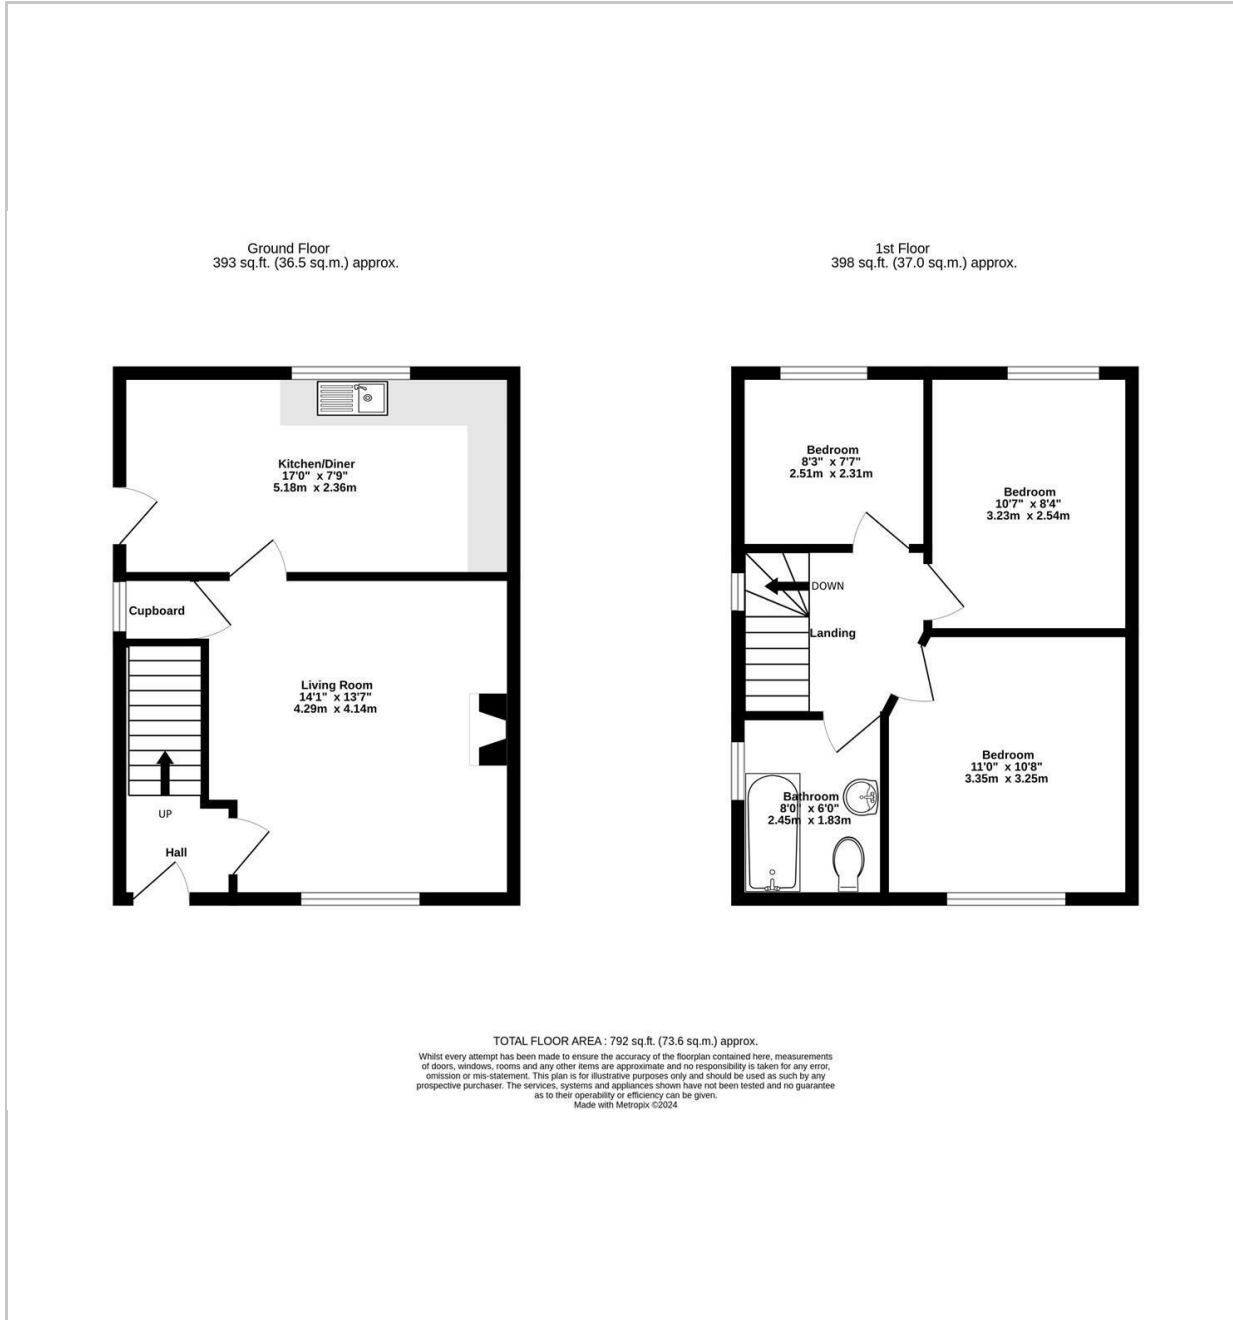 Ground Floor
393 sq.ft. (36.5 sq.m.) approx.
1st Floor
398 sq.ft. (37.0 sq.m.) approx.
Kitchen/Diner
17'0" x 7'9"
5.18m x 2.36m
Cupboard
Living Room
14'1" x 13'7"
4.29m x 4.14m
UP
Hall
Bedroom
8'3" x 7'7"
2.51m x 2.31m
Bedroom
10'7" x 8'4"
3.23m x 2.54m
DOWN
Landing
Bedroom
11'0" x 10'8"
3.35m x 3.25m
Bathroom
8'0" x 6'0"
2.45m x 1.83m
TOTAL FLOOR AREA : 792 sq.ft. (73.6 sq.m.) approx.
Whilst every attempt has been made to ensure the accuracy of the floorplan contained here, measurements
of doors, windows, rooms and any other items are approximate and no responsibility is taken for any error,
omission or mis-statement. This plan is for illustrative purposes only and should be used as such by any
prospective purchaser. The services, systems and appliances shown have not been tested and no guarantee
as to their operability or efficiency can be given.
Made with Metropix ©2024